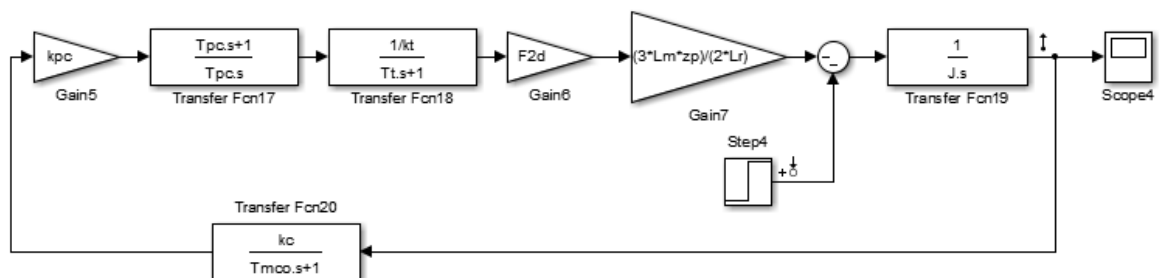 kpc
Gain5
Tpc.s+1
Tpc.s
Transfer Fcn17
1/kt
Tt.s+1
Transfer Fcn18
F2d
Gain6
(3*Lm*zp)/(2*Lr)
Gain7
1
J.s
Transfer Fcn19
Scope4
Step4
Transfer Fcn20
kc
Tmco.s+1